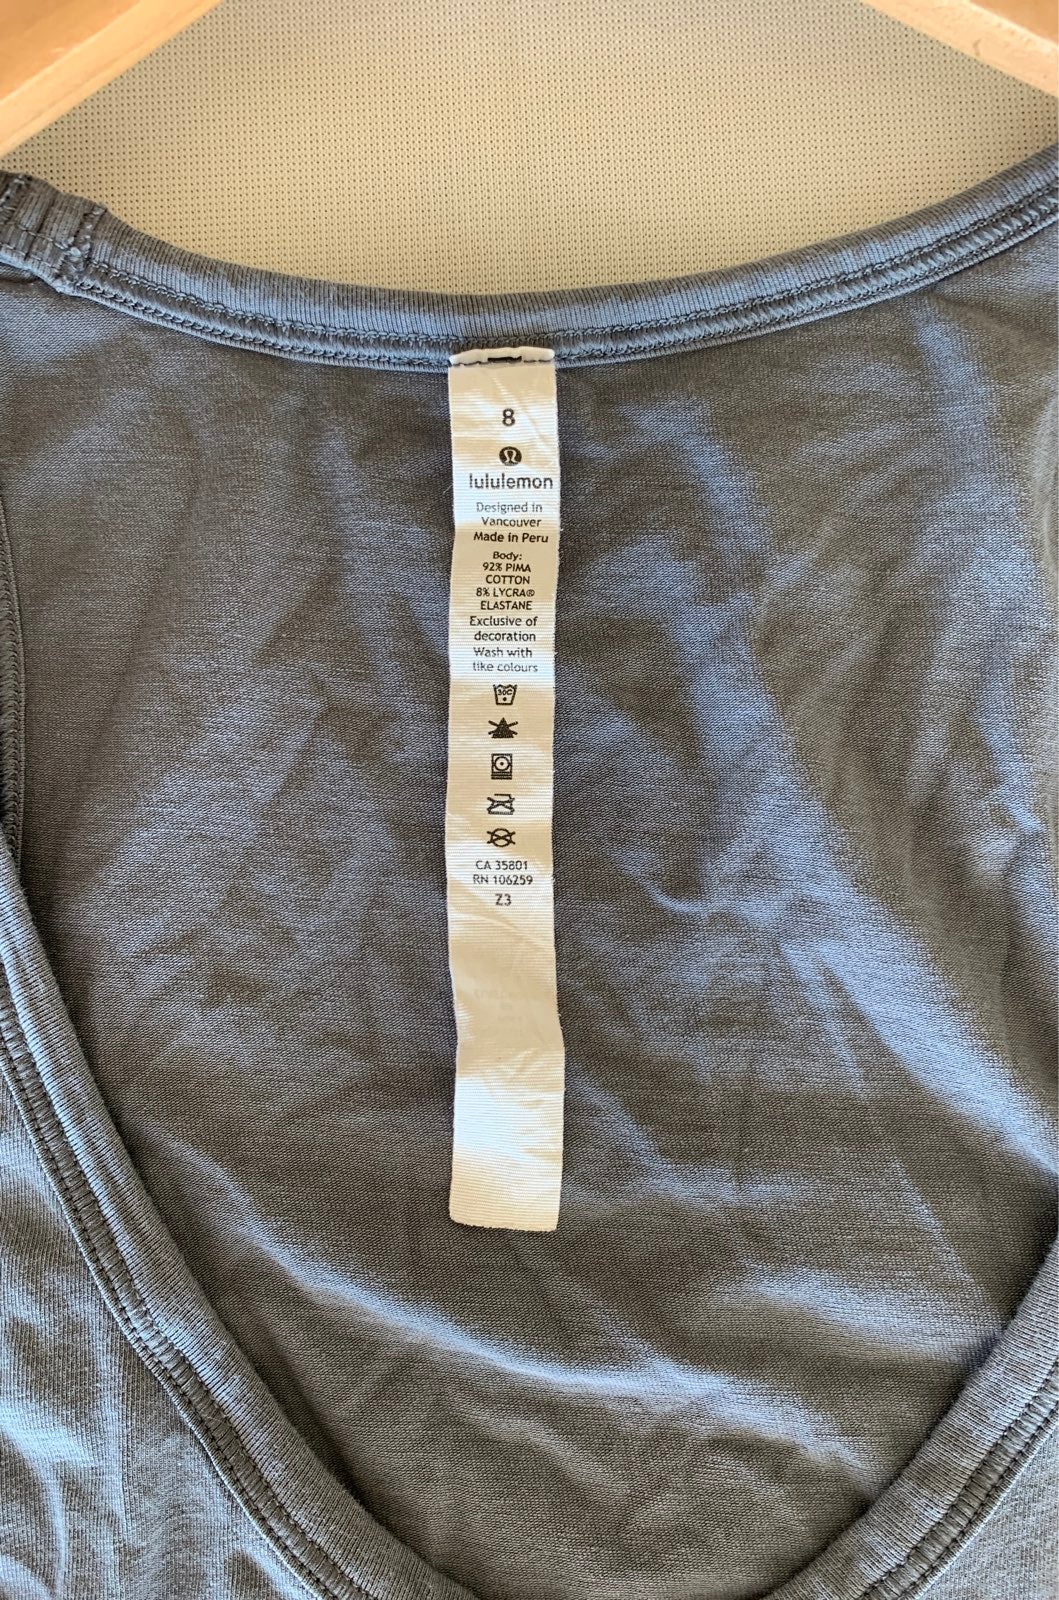 8
lululemon
Designed in
Vancouver
Made in Peru
Body:
92% PIMA
COTTON
8% LYCRA®
ELASTANE
Exclusive of
decoration
Wash with
like colours
30C
CA 35801
RN 106259
Z3